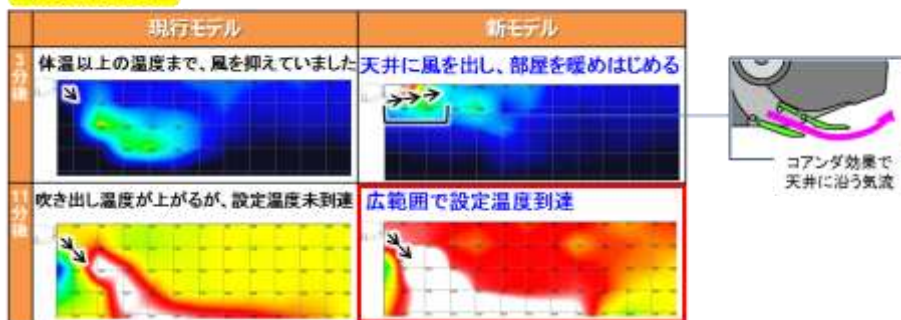 現行モデル
新モデル
3分後
体温以上の温度まで、風を抑えていました
天井に風を出し、部屋を暖めはじめる
コアンダ効果で
天井に沿う気流
11分後
吹き出し温度が上がるが、設定温度未到達
広範囲で設定温度到達